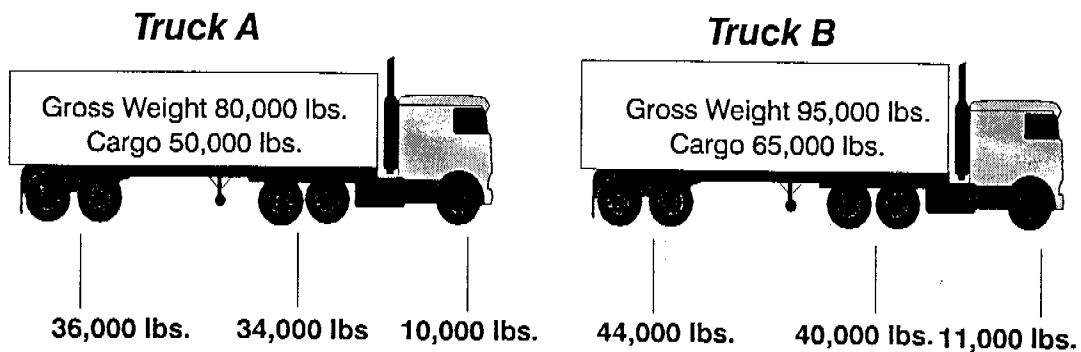 Truck A
Gross Weight 80,000 lbs.
Cargo 50,000 lbs.
36,000 lbs. 34,000 lbs 10,000 lbs.
Truck B
Gross Weight 95,000 lbs.
Cargo 65,000 lbs.
44,000 lbs. 40,000 lbs. 11,000 lbs.